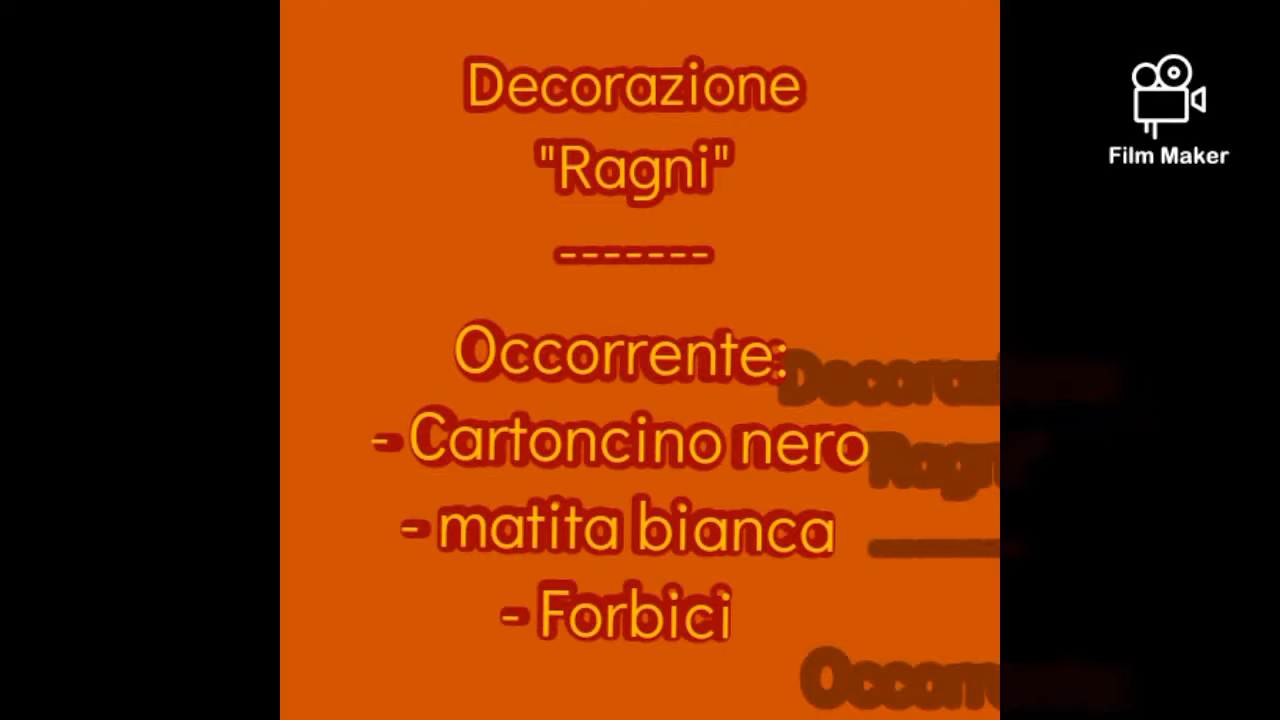 Decorazione
"Ragni"
-------
Occorrente:
- Cartoncino nero
- matita bianca
- Forbici
Film Maker